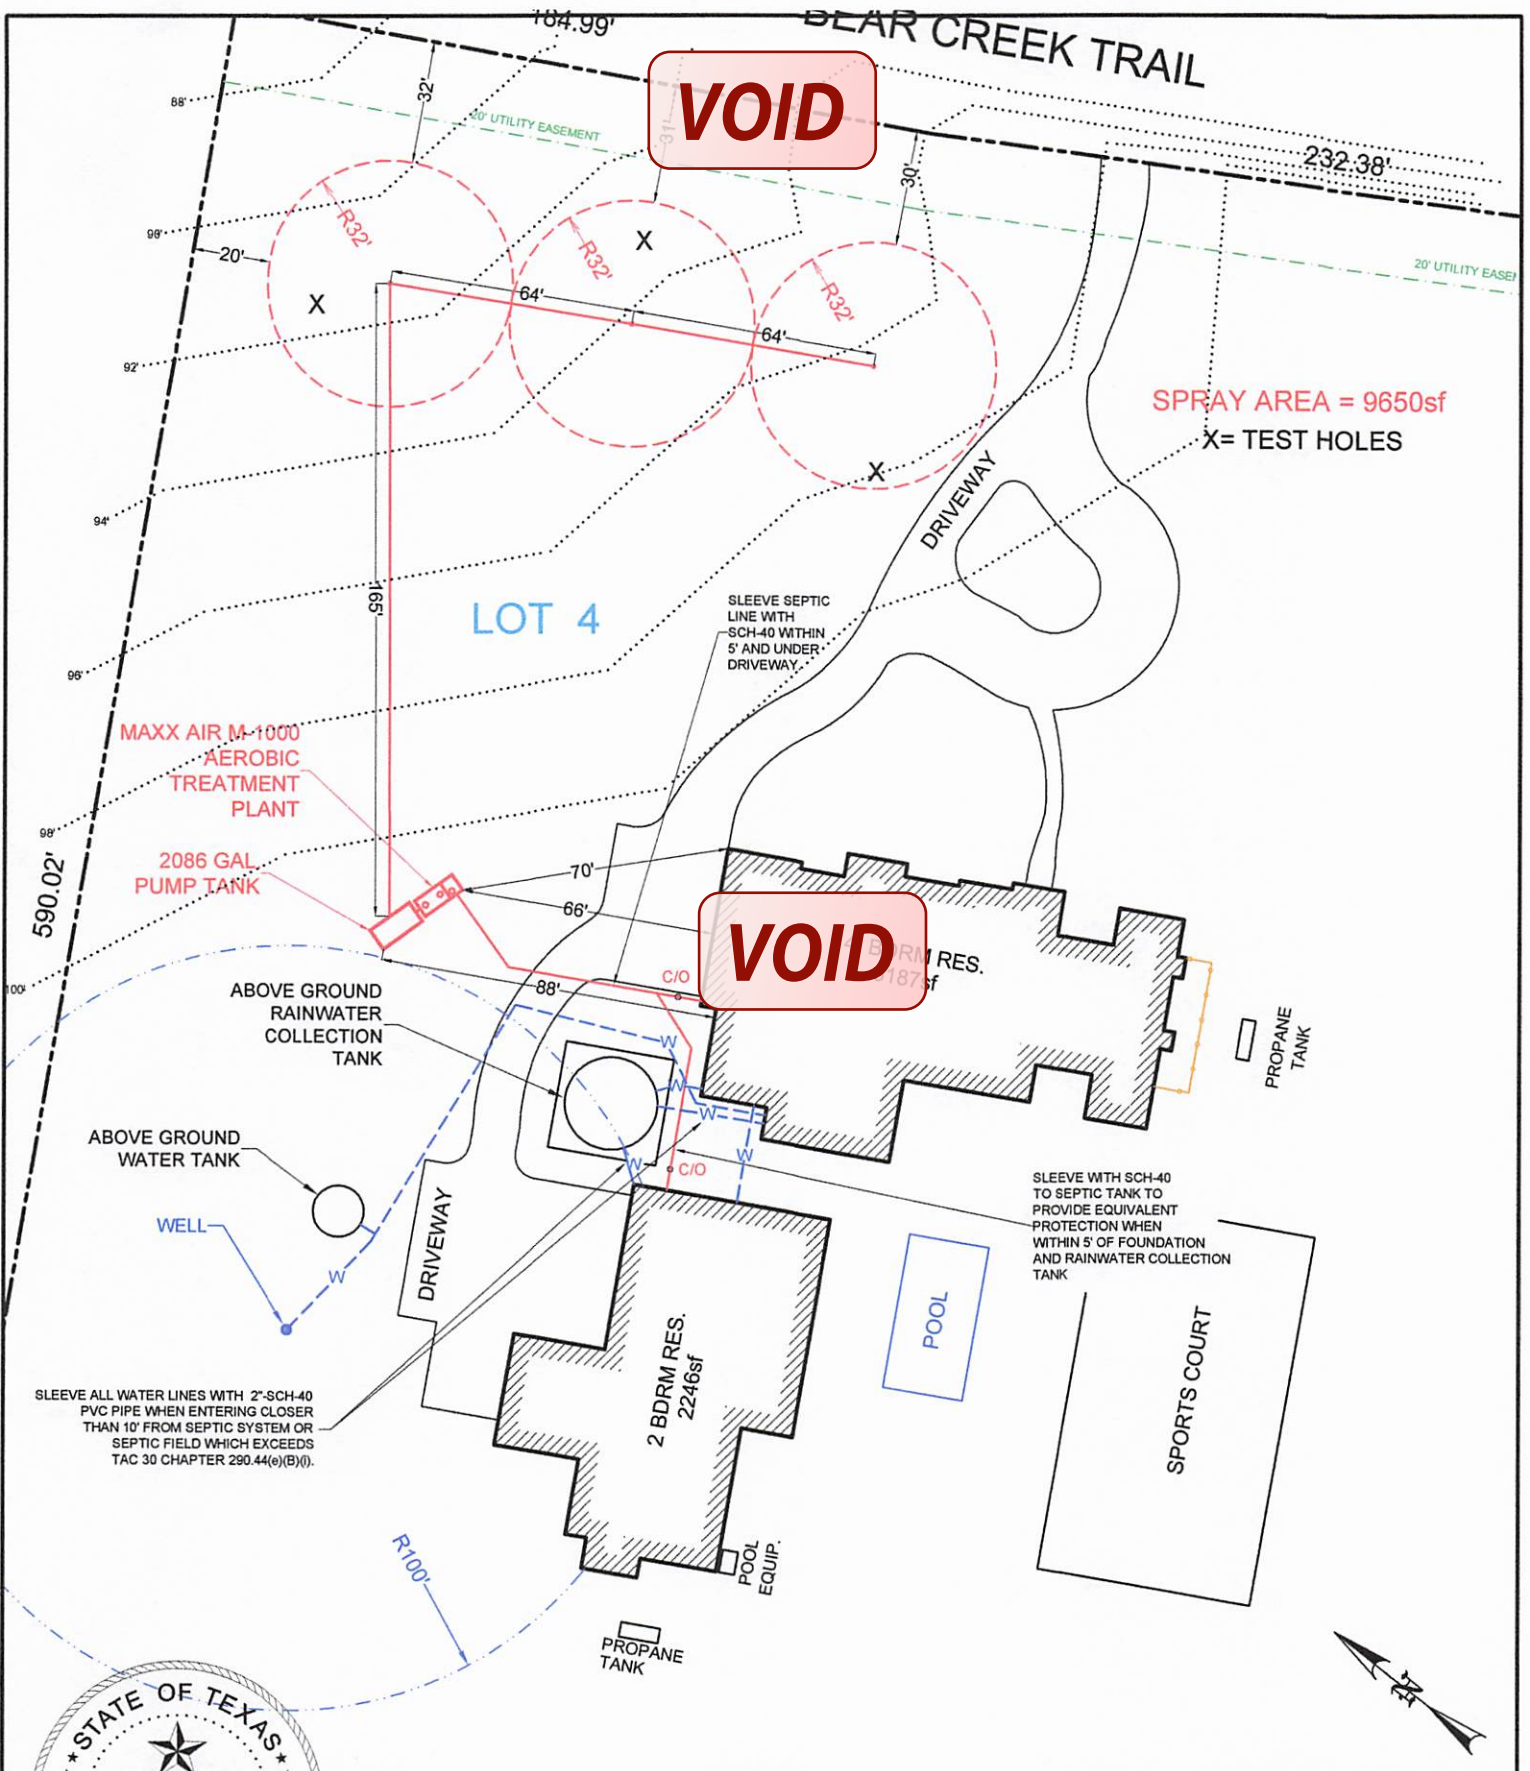 184.99'
BEAR CREEK TRAIL
VOID
88'
32'
20' UTILITY EASEMENT
31'
30'
232.38'
90'
R32'
X
R32'
20'
20' UTILITY EASE
X
64'
R32'
64'
92'
SPRAY AREA = 9650sf
X= TEST HOLES
X
DRIVEWAY
94'
165'
LOT 4
SLEEVE SEPTIC
LINE WITH
SCH-40 WITHIN
5' AND UNDER
DRIVEWAY
96'
MAXX AIR M-1000
AEROBIC
TREATMENT
PLANT
98'
2086 GAL
PUMP TANK
70'
66'
590.02'
VOID
BDRM RES.
187sf
C/O
88'
100'
ABOVE GROUND
RAINWATER
COLLECTION
TANK
PROPANE
TANK
W
W
W
W
W
C/O
ABOVE GROUND
WATER TANK
WELL
W
DRIVEWAY
SLEEVE WITH SCH-40
TO SEPTIC TANK TO
PROVIDE EQUIVALENT
PROTECTION WHEN
WITHIN 5' OF FOUNDATION
AND RAINWATER COLLECTION
TANK
POOL
SPORTS COURT
2 BDRM RES.
2246sf
SLEEVE ALL WATER LINES WITH 2"-SCH-40
PVC PIPE WHEN ENTERING CLOSER
THAN 10' FROM SEPTIC SYSTEM OR
SEPTIC FIELD WHICH EXCEEDS
TAC 30 CHAPTER 290.44(e)(B)(i).
R100'
POOL
EQUIP.
PROPANE
TANK
N
STATE OF TEXAS